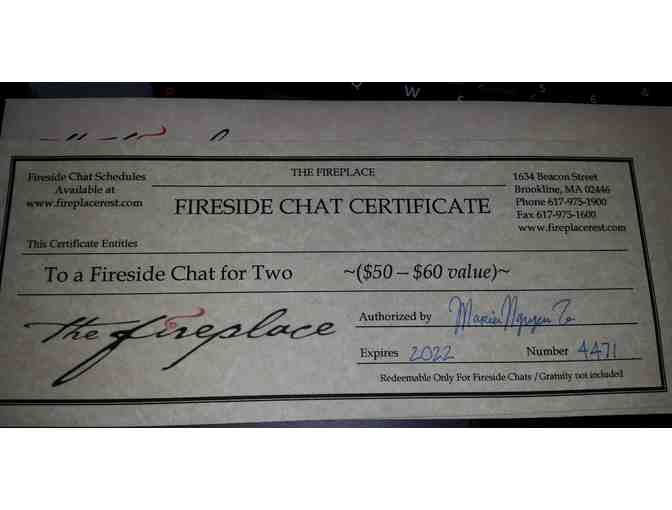 Fireside Chat Schedules
Available at
www.fireplacerest.com
THE FIREPLACE
FIRESIDE CHAT CERTIFICATE
1634 Beacon Street
Brookline, MA 02446
Phone 617-975-1900
Fax 617-975-1600
www.fireplacerest.com
This Certificate Entitles
To a Fireside Chat for Two ~($50 – $60 value)~
the fireplace
Authorized by
Expires 2022 Number 4471
Redeemable Only For Fireside Chats / Gratuity not included